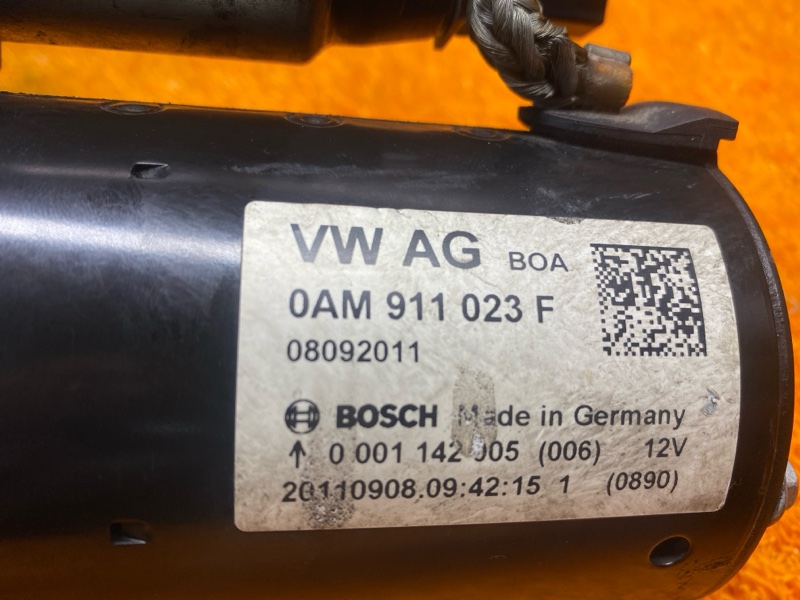 VW AG BOA
0AM 911 023 F
08092011
BOSCH Made in Germany
↑ 0 001 142 005 (006) 12V
20110908.09:42:15 1 (0890)